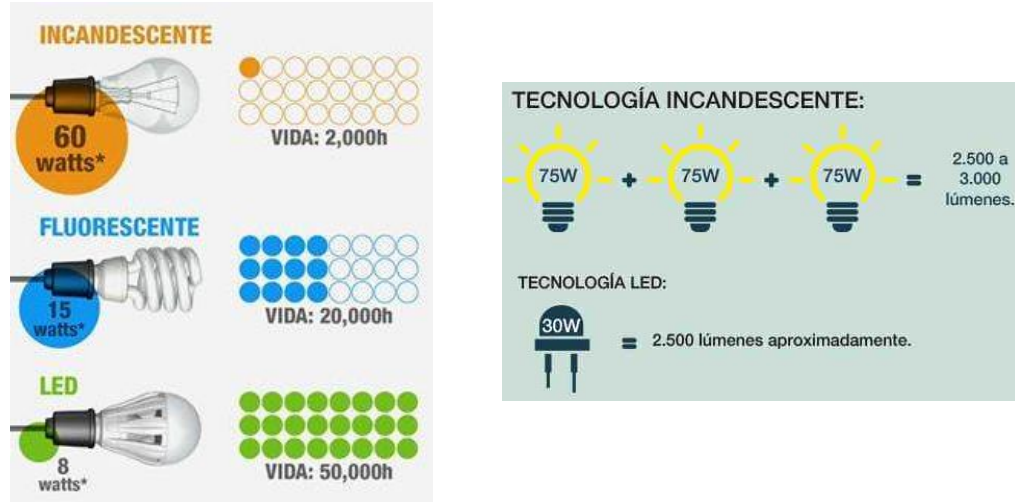 INCANDESCENTE
60
watts*
VIDA: 2,000h
FLUORESCENTE
15
watts*
VIDA: 20,000h
LED
8
watts*
VIDA: 50,000h
TECNOLOGÍA INCANDESCENTE:
75W + 75W + 75W = 2.500 a
3.000
lúmenes.
TECNOLOGÍA LED:
30W = 2.500 lúmenes aproximadamente.